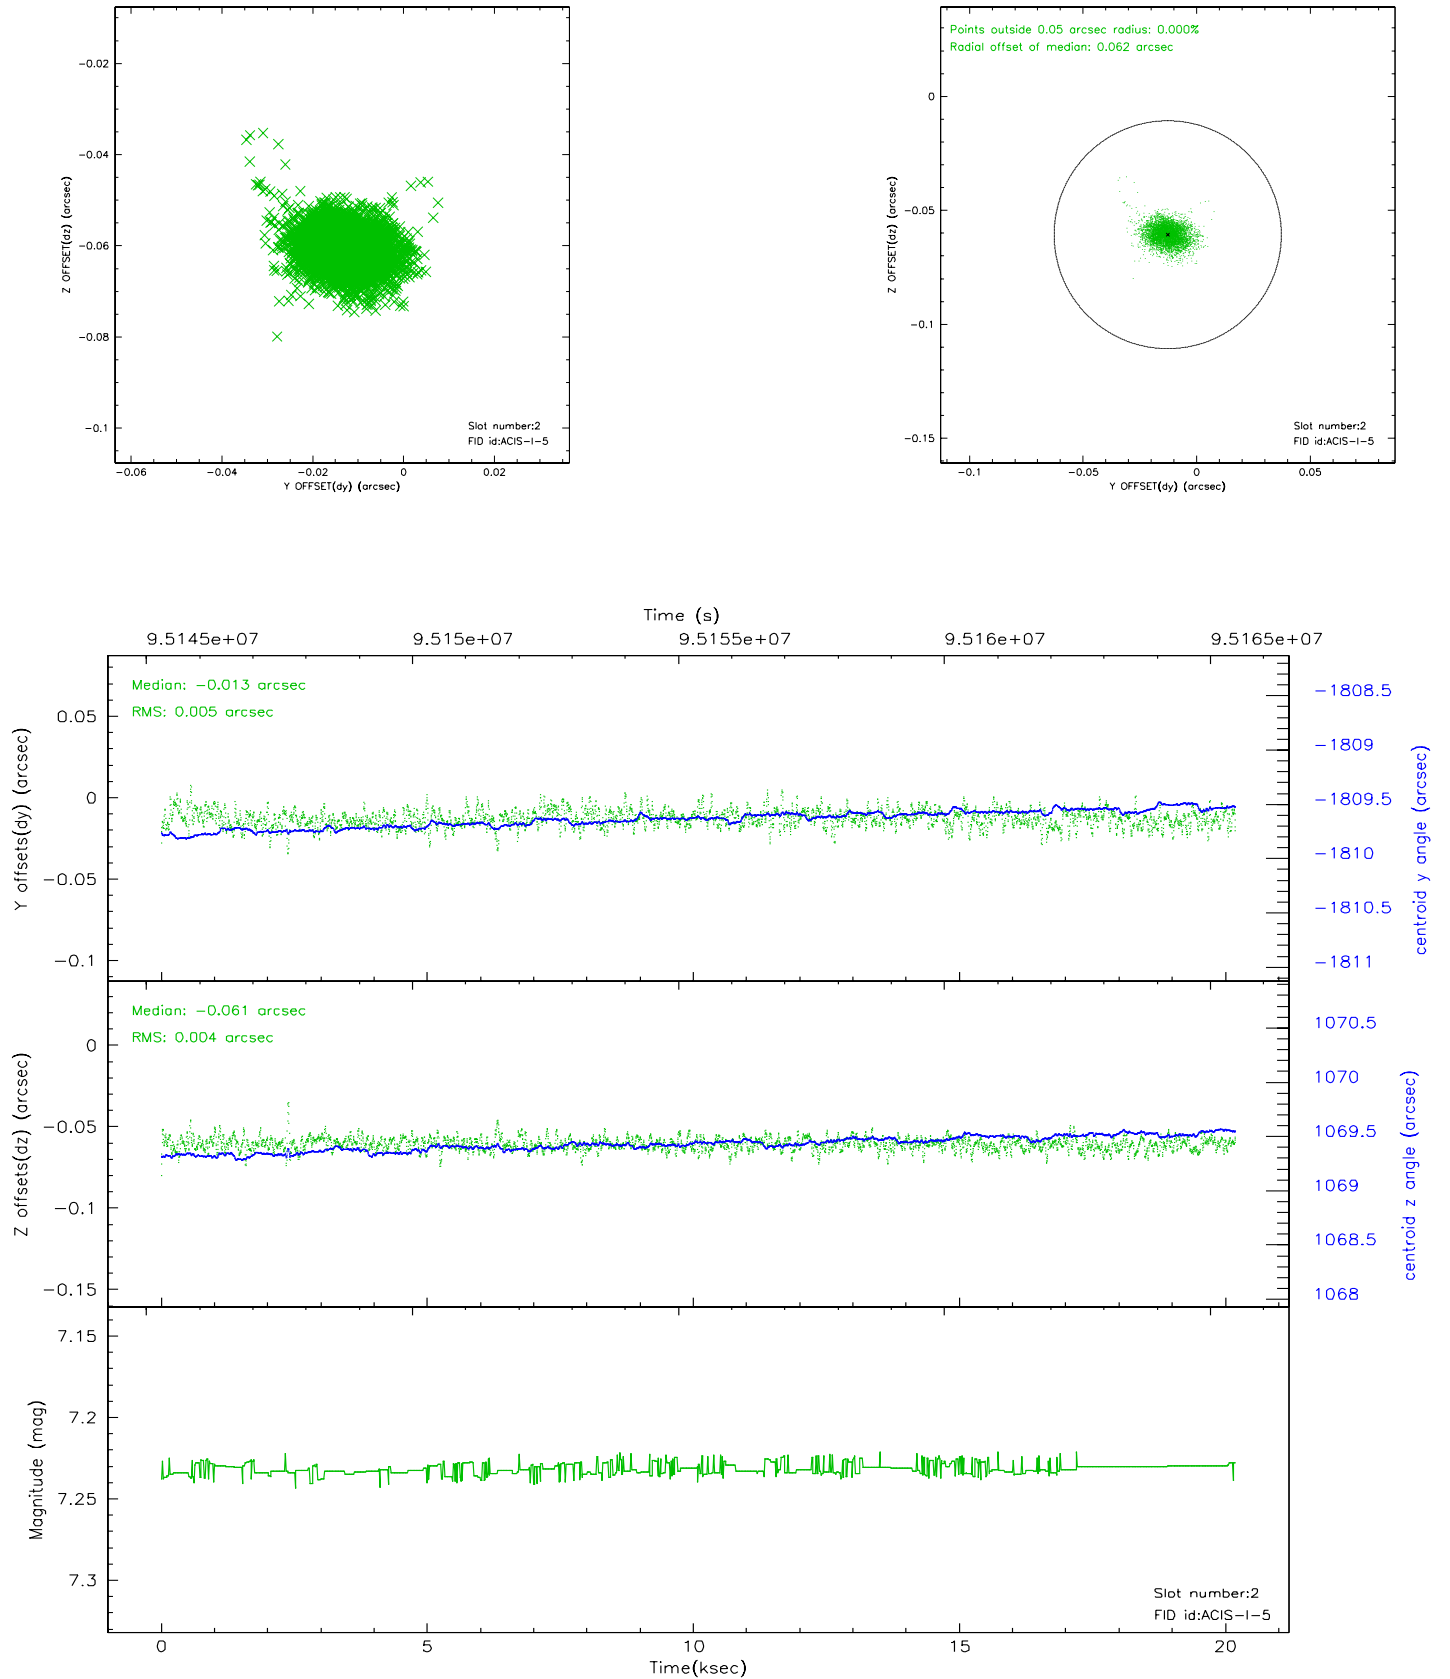 −0.02
−0.04
−0.06
−0.08
−0.1
Z OFFSET(dz) (arcsec)
−0.06
−0.04
−0.02
0
0.02
Y OFFSET(dy) (arcsec)
Slot number:2
FID id:ACIS−I−5
Points outside 0.05 arcsec radius: 0.000%
Radial offset of median: 0.062 arcsec
0
−0.05
−0.1
−0.15
Z OFFSET(dz) (arcsec)
−0.1
−0.05
0
0.05
Y OFFSET(dy) (arcsec)
Slot number:2
FID id:ACIS−I−5
Time (s)
9.5145e+07
9.515e+07
9.5155e+07
9.516e+07
9.5165e+07
Median: −0.013 arcsec
RMS: 0.005 arcsec
0.05
0
−0.05
−0.1
Y offsets(dy) (arcsec)
−1808.5
−1809
−1809.5
−1810
−1810.5
−1811
centroid y angle (arcsec)
Median: −0.061 arcsec
RMS: 0.004 arcsec
0
−0.05
−0.1
−0.15
Z offsets(dz) (arcsec)
1070.5
1070
1069.5
1069
1068.5
1068
centroid z angle (arcsec)
7.15
7.2
7.25
7.3
Magnitude (mag)
Slot number:2
FID id:ACIS−I−5
0
5
10
15
20
Time(ksec)